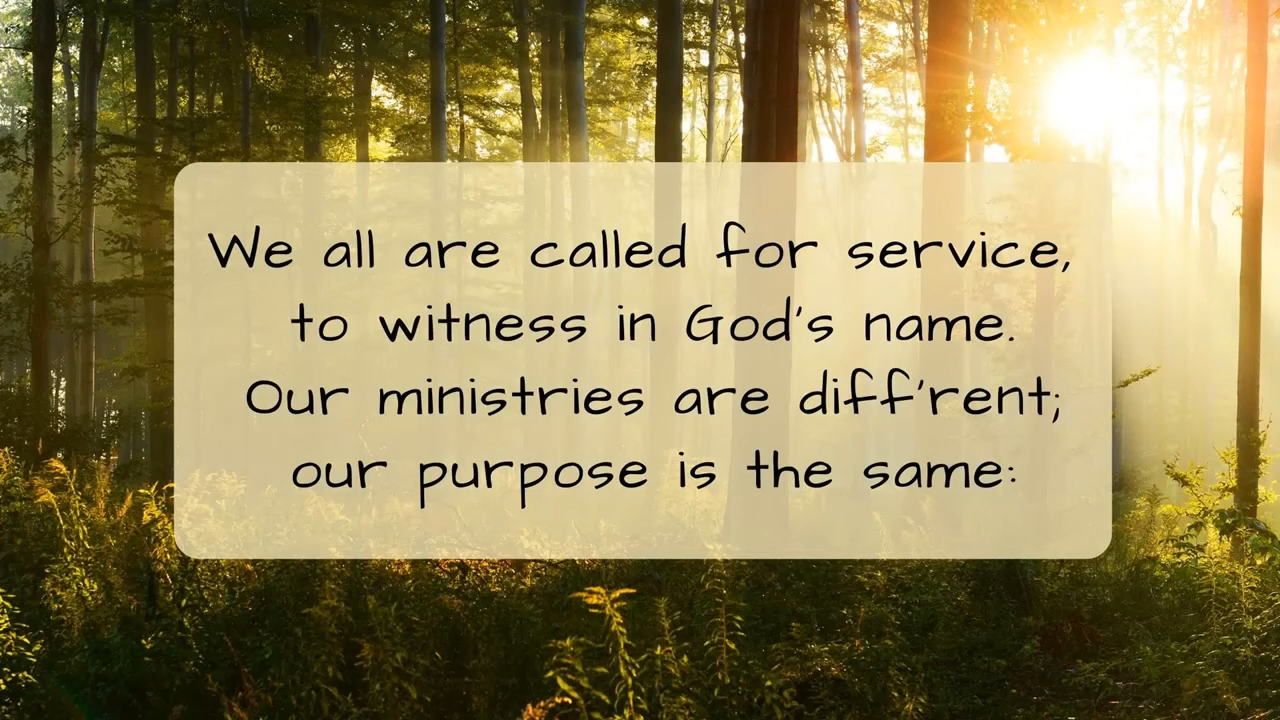 We all are called for service,
to witness in God's name.
Our ministries are diff'rent;
our purpose is the same: